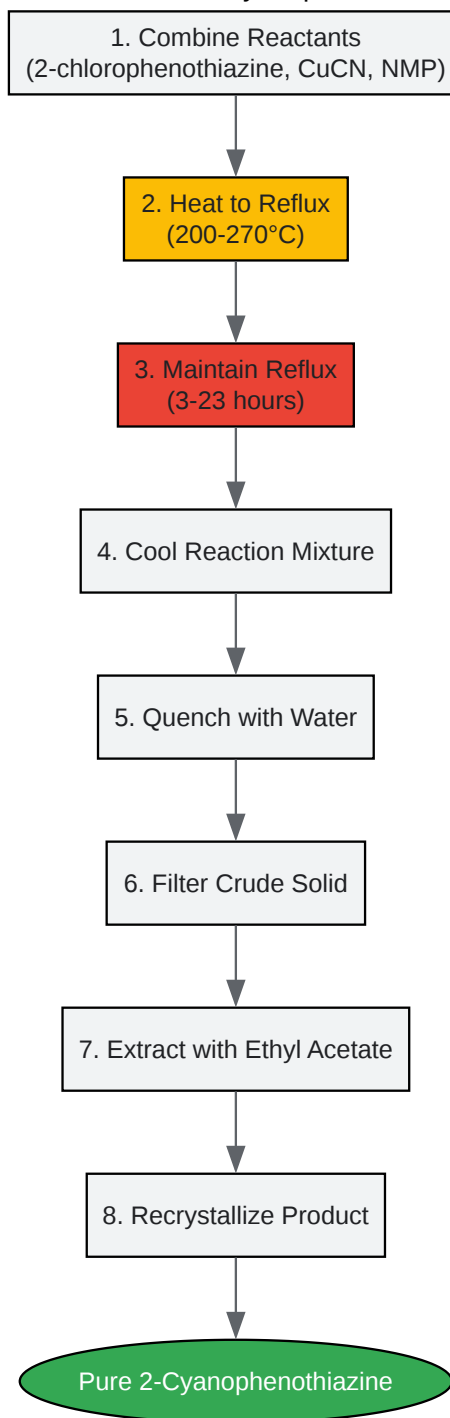 1. Combine Reactants
(2-chlorophenothiazine, CuCN, NMP)
2. Heat to Reflux
(200-270°C)
3. Maintain Reflux
(3-23 hours)
4. Cool Reaction Mixture
5. Quench with Water
6. Filter Crude Solid
7. Extract with Ethyl Acetate
8. Recrystallize Product
Pure 2-Cyanophenothiazine